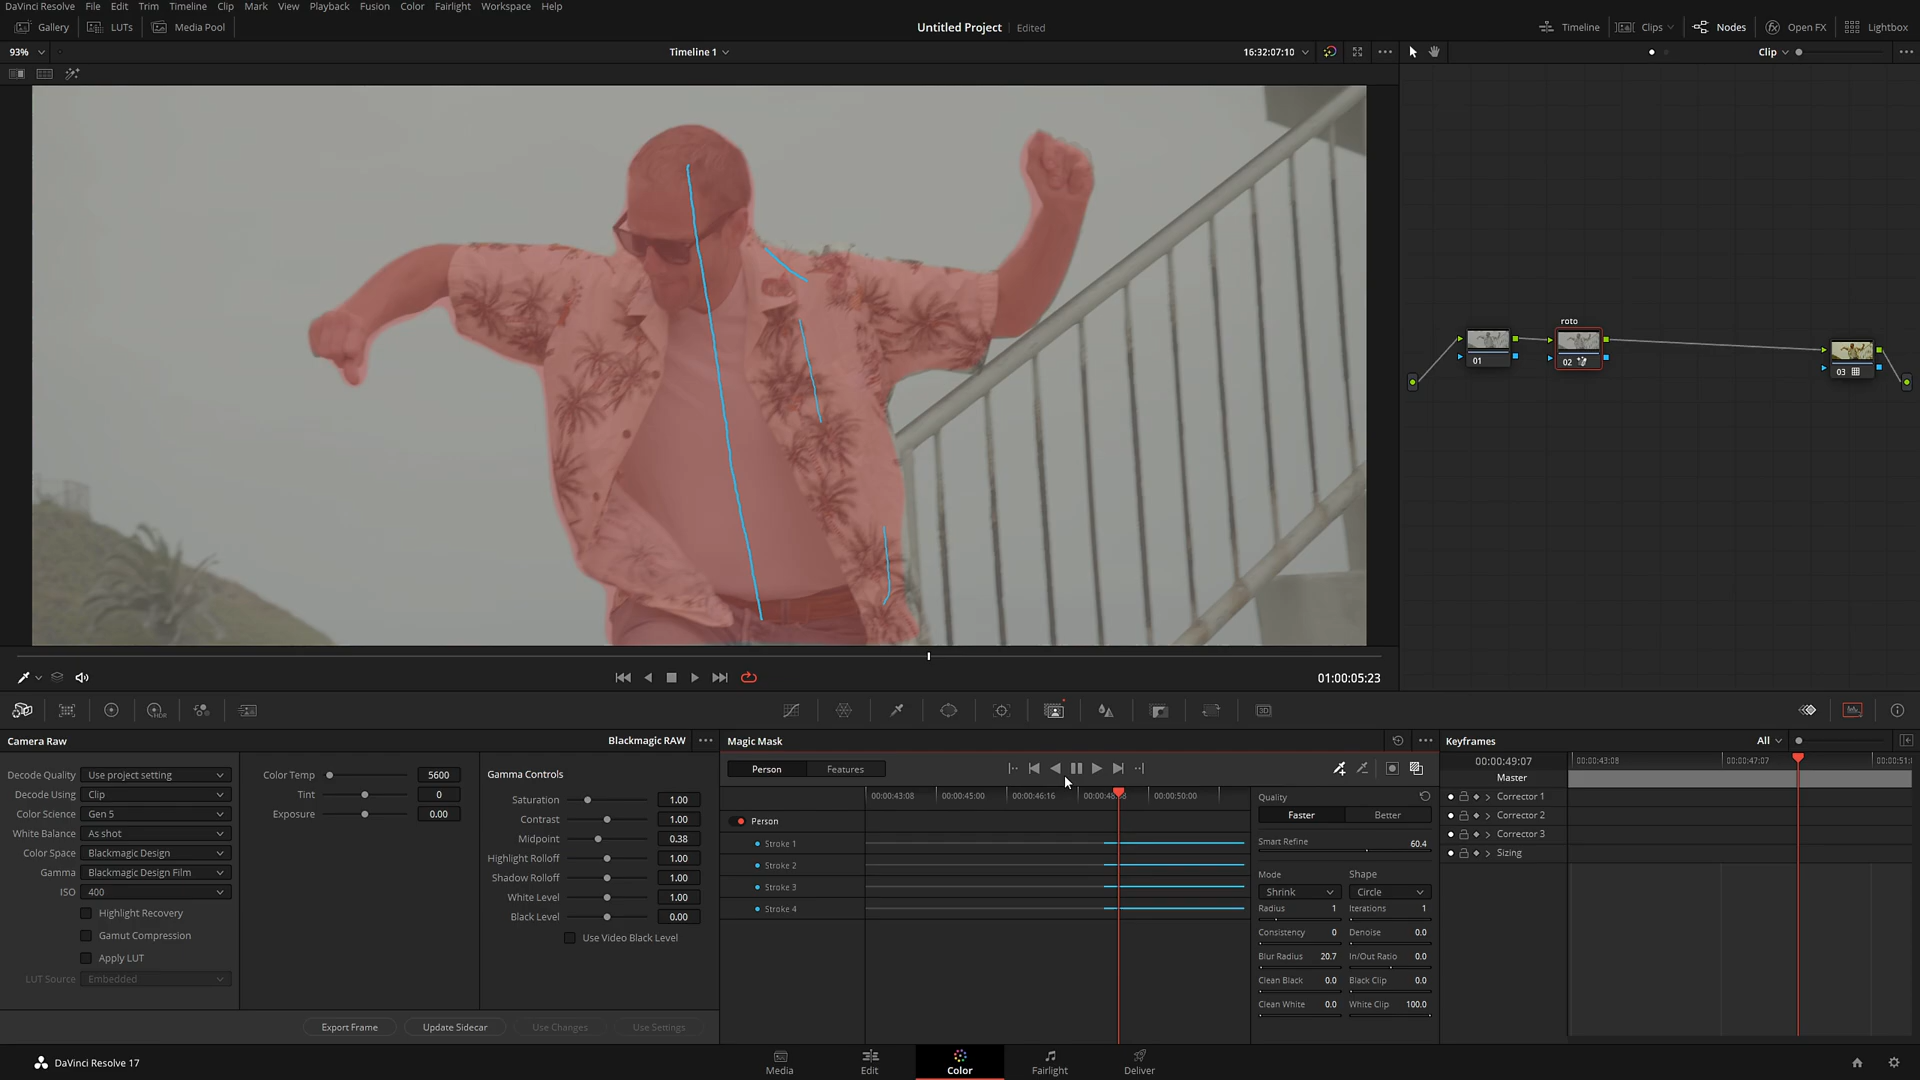 DaVinci Resolve File Edit Trim Timeline Clip Mark View Playback Fusion Color Fairlight Workspace Help
Gallery LUTs Media Pool Untitled Project Edited Timeline Clips Nodes Open FX Lightbox
93% Timeline 1 16:32:07:10 Clip
roto
01
02
03
01:00:05:23
HDR
3D
Camera Raw Blackmagic RAW
Decode Quality Use project setting
Decode Using Clip
Color Science Gen 5
White Balance As shot
Color Space Blackmagic Design
Gamma Blackmagic Design Film
ISO 400
Highlight Recovery
Gamut Compression
Apply LUT
LUT Source Embedded
Color Temp 5600
Tint 0
Exposure 0.00
Gamma Controls
Saturation 1.00
Contrast 1.00
Midpoint 0.38
Highlight Rolloff 1.00
Shadow Rolloff 1.00
White Level 1.00
Black Level 0.00
Use Video Black Level
Export Frame Update Sidecar Use Changes Use Settings
Magic Mask
Person Features
00:00:43:08 00:00:45:00 00:00:46:16 00:00:50:00
Person
Stroke 1
Stroke 2
Stroke 3
Stroke 4
Quality
Faster Better
Smart Refine 60.4
Mode Shape
Shrink Circle
Radius 1 Iterations 1
Consistency 0 Denoise 0.0
Blur Radius 20.7 In/Out Ratio 0.0
Clean Black 0.0 Black Clip 0.0
Clean White 0.0 White Clip 100.0
Keyframes All
00:00:49:07 00:00:43:08 00:00:47:07
Master
Corrector 1
Corrector 2
Corrector 3
Sizing
DaVinci Resolve 17 Media Edit Color Fairlight Deliver